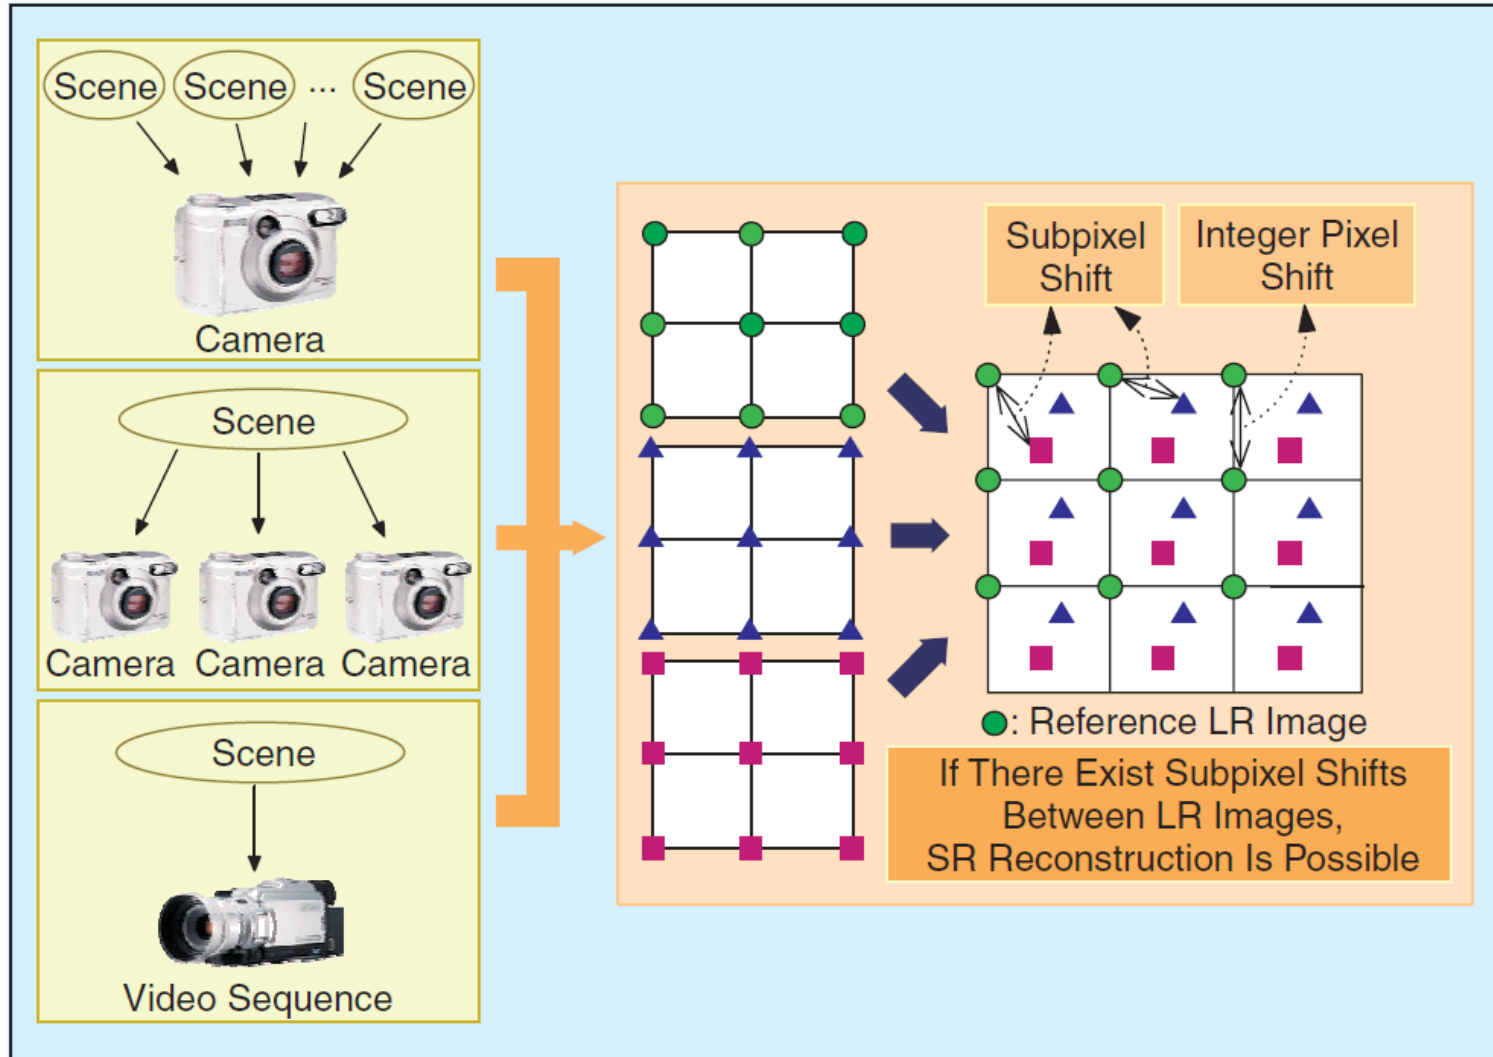 Scene Scene ... Scene
Camera
Scene
Camera Camera Camera
Scene
Video Sequence
Subpixel
Shift
Integer Pixel
Shift
: Reference LR Image
If There Exist Subpixel Shifts
Between LR Images,
SR Reconstruction Is Possible